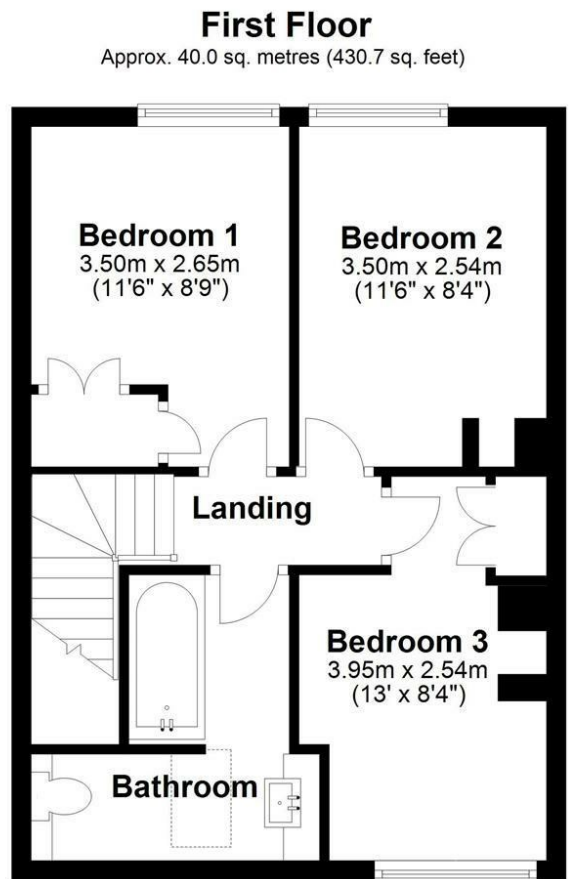 First Floor
Approx. 40.0 sq. metres (430.7 sq. feet)
Bedroom 1
3.50m x 2.65m
(11'6" x 8'9")
Bedroom 2
3.50m x 2.54m
(11'6" x 8'4")
Landing
Bedroom 3
3.95m x 2.54m
(13' x 8'4")
Bathroom